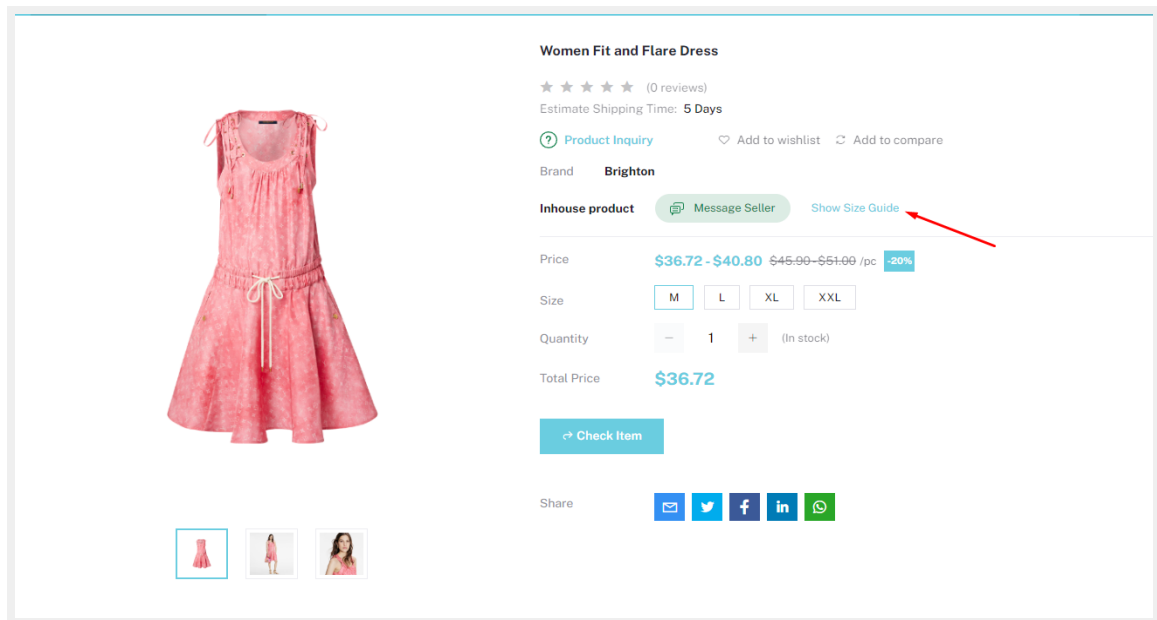 Women Fit and Flare Dress
(0 reviews)
Estimate Shipping Time: 5 Days
? Product Inquiry Add to wishlist Add to compare
Brand Brighton
Inhouse product Message Seller Show Size Guide
Price $36.72 - $40.80 $45.90 - $51.00 /pc -20%
Size M L XL XXL
Quantity − 1 + (In stock)
Total Price $36.72
Check Item
Share f in